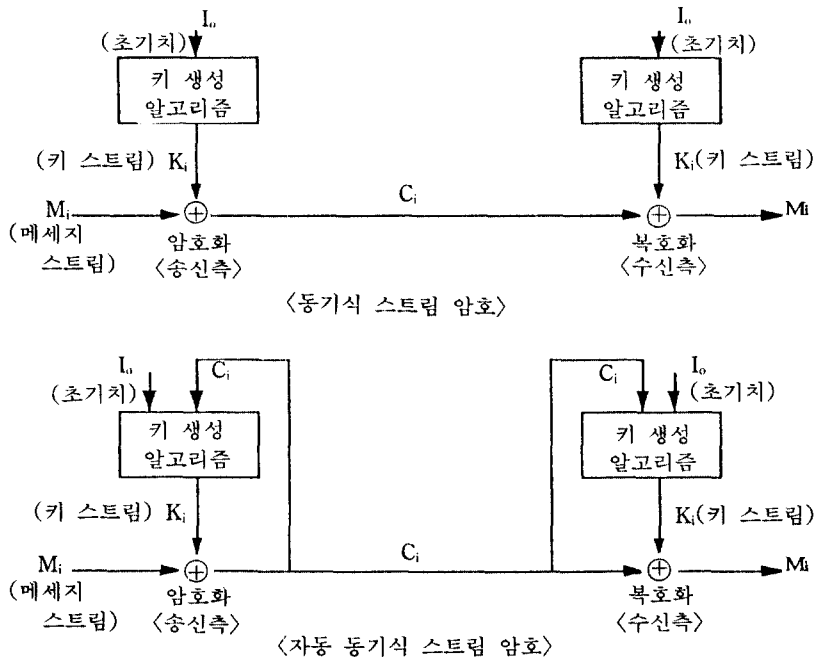 I₀ I₀
(초기치) (초기치)
키 생성 키 생성
알고리즘 알고리즘
(키 스트림) Kᵢ Kᵢ(키 스트림)
Cᵢ
Mᵢ Mi
(메세지
스트림)
암호화 복호화
〈송신측〉 〈수신측〉
〈동기식 스트림 암호〉
I₀ Cᵢ Cᵢ I₀
(초기치) (초기치)
키 생성 키 생성
알고리즘 알고리즘
(키 스트림) Kᵢ Kᵢ(키 스트림)
Cᵢ
Mᵢ Mi
(메세지
스트림)
암호화 복호화
〈송신측〉 〈수신측〉
〈자동 동기식 스트림 암호〉